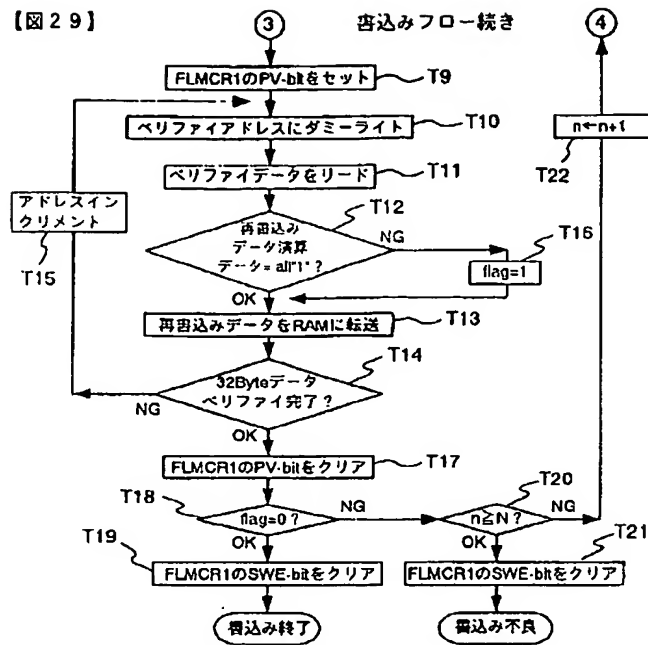 【図29】
書込みフロー続き
3
4
FLMCR1のPV-bitをセット
T9
ベリファイアドレスにダミーライト
T10
n←n+1
T22
ベリファイデータをリード
T11
アドレスイン
クリメント
T15
再書込み
データ演算
データ=all"1"?
T12
NG
OK
T16
flag=1
再書込みデータをRAMに転送
T13
32Byteデータ
ベリファイ完了?
T14
NG
OK
FLMCR1のPV-bitをクリア
T17
T18
flag=0?
NG
OK
T20
n≧N?
NG
OK
T19
FLMCR1のSWE-bitをクリア
T21
FLMCR1のSWE-bitをクリア
書込み終了
書込み不良